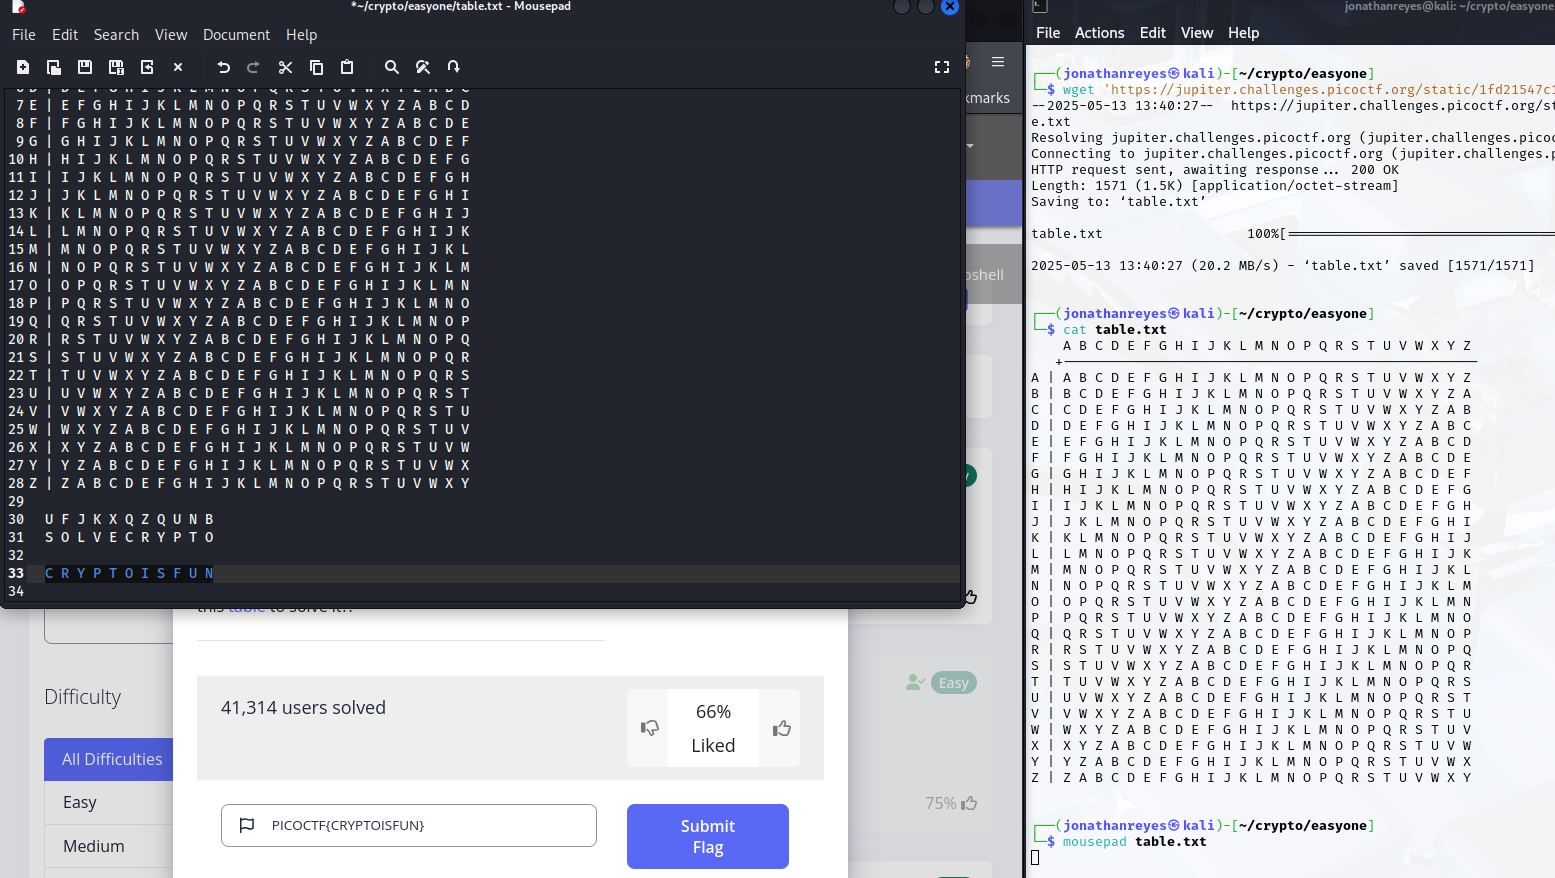 *~/crypto/easyone/table.txt - Mousepad
File Edit Search View Document Help
7 E | E F G H I J K L M N O P Q R S T U V W X Y Z A B C D
8 F | F G H I J K L M N O P Q R S T U V W X Y Z A B C D E
9 G | G H I J K L M N O P Q R S T U V W X Y Z A B C D E F
10 H | H I J K L M N O P Q R S T U V W X Y Z A B C D E F G
11 I | I J K L M N O P Q R S T U V W X Y Z A B C D E F G H
12 J | J K L M N O P Q R S T U V W X Y Z A B C D E F G H I
13 K | K L M N O P Q R S T U V W X Y Z A B C D E F G H I J
14 L | L M N O P Q R S T U V W X Y Z A B C D E F G H I J K
15 M | M N O P Q R S T U V W X Y Z A B C D E F G H I J K L
16 N | N O P Q R S T U V W X Y Z A B C D E F G H I J K L M
17 O | O P Q R S T U V W X Y Z A B C D E F G H I J K L M N
18 P | P Q R S T U V W X Y Z A B C D E F G H I J K L M N O
19 Q | Q R S T U V W X Y Z A B C D E F G H I J K L M N O P
20 R | R S T U V W X Y Z A B C D E F G H I J K L M N O P Q
21 S | S T U V W X Y Z A B C D E F G H I J K L M N O P Q R
22 T | T U V W X Y Z A B C D E F G H I J K L M N O P Q R S
23 U | U V W X Y Z A B C D E F G H I J K L M N O P Q R S T
24 V | V W X Y Z A B C D E F G H I J K L M N O P Q R S T U
25 W | W X Y Z A B C D E F G H I J K L M N O P Q R S T U V
26 X | X Y Z A B C D E F G H I J K L M N O P Q R S T U V W
27 Y | Y Z A B C D E F G H I J K L M N O P Q R S T U V W X
28 Z | Z A B C D E F G H I J K L M N O P Q R S T U V W X Y
29
30 U F J K X Q Z Q U N B
31 S O L V E C R Y P T O
32
33 C R Y P T O I S F U N
34
to solve it?.
Difficulty
All Difficulties
Easy
Medium
41,314 users solved
66%
Liked
PICOCTF{CRYPTOISFUN}
Submit
Flag
Easy
75%
jonathanreyes@kali: ~/crypto/easyone
File Actions Edit View Help
┌──(jonathanreyes㉿kali)-[~/crypto/easyone]
└─$ wget 'https://jupiter.challenges.picoctf.org/static/1fd21547c1
--2025-05-13 13:40:27-- https://jupiter.challenges.picoctf.org/st
e.txt
Resolving jupiter.challenges.picoctf.org (jupiter.challenges.picoc
Connecting to jupiter.challenges.picoctf.org (jupiter.challenges.p
HTTP request sent, awaiting response... 200 OK
Length: 1571 (1.5K) [application/octet-stream]
Saving to: ‘table.txt’
table.txt 100%[
2025-05-13 13:40:27 (20.2 MB/s) - ‘table.txt’ saved [1571/1571]
┌──(jonathanreyes㉿kali)-[~/crypto/easyone]
└─$ cat table.txt
A B C D E F G H I J K L M N O P Q R S T U V W X Y Z
+----------------------------------------------------
A | A B C D E F G H I J K L M N O P Q R S T U V W X Y Z
B | B C D E F G H I J K L M N O P Q R S T U V W X Y Z A
C | C D E F G H I J K L M N O P Q R S T U V W X Y Z A B
D | D E F G H I J K L M N O P Q R S T U V W X Y Z A B C
E | E F G H I J K L M N O P Q R S T U V W X Y Z A B C D
F | F G H I J K L M N O P Q R S T U V W X Y Z A B C D E
G | G H I J K L M N O P Q R S T U V W X Y Z A B C D E F
H | H I J K L M N O P Q R S T U V W X Y Z A B C D E F G
I | I J K L M N O P Q R S T U V W X Y Z A B C D E F G H
J | J K L M N O P Q R S T U V W X Y Z A B C D E F G H I
K | K L M N O P Q R S T U V W X Y Z A B C D E F G H I J
L | L M N O P Q R S T U V W X Y Z A B C D E F G H I J K
M | M N O P Q R S T U V W X Y Z A B C D E F G H I J K L
N | N O P Q R S T U V W X Y Z A B C D E F G H I J K L M
O | O P Q R S T U V W X Y Z A B C D E F G H I J K L M N
P | P Q R S T U V W X Y Z A B C D E F G H I J K L M N O
Q | Q R S T U V W X Y Z A B C D E F G H I J K L M N O P
R | R S T U V W X Y Z A B C D E F G H I J K L M N O P Q
S | S T U V W X Y Z A B C D E F G H I J K L M N O P Q R
T | T U V W X Y Z A B C D E F G H I J K L M N O P Q R S
U | U V W X Y Z A B C D E F G H I J K L M N O P Q R S T
V | V W X Y Z A B C D E F G H I J K L M N O P Q R S T U
W | W X Y Z A B C D E F G H I J K L M N O P Q R S T U V
X | X Y Z A B C D E F G H I J K L M N O P Q R S T U V W
Y | Y Z A B C D E F G H I J K L M N O P Q R S T U V W X
Z | Z A B C D E F G H I J K L M N O P Q R S T U V W X Y
┌──(jonathanreyes㉿kali)-[~/crypto/easyone]
└─$ mousepad table.txt